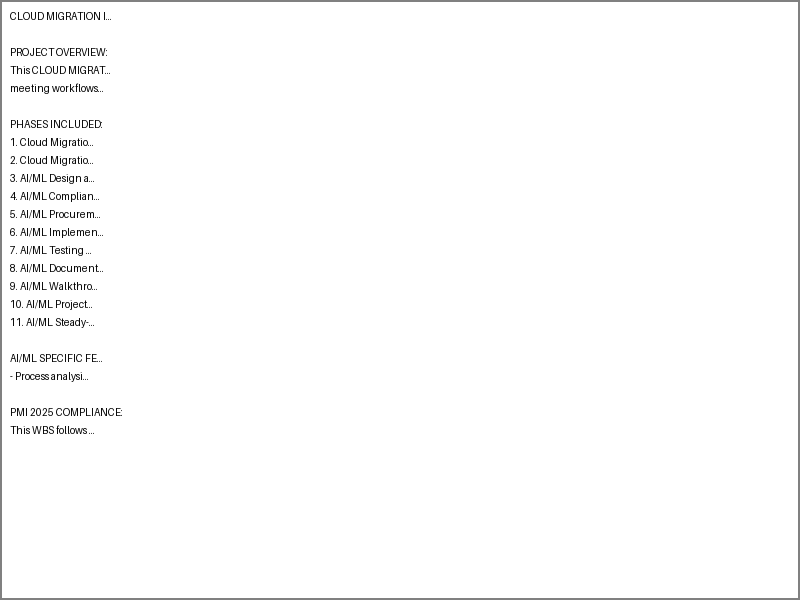 CLOUD MIGRATION I...
PROJECT OVERVIEW:
This CLOUD MIGRAT...
meeting workflows...
PHASES INCLUDED:
1. Cloud Migratio...
2. Cloud Migratio...
3. AI/ML Design a...
4. AI/ML Complian...
5. AI/ML Procurem...
6. AI/ML Implemen...
7. AI/ML Testing ...
8. AI/ML Document...
9. AI/ML Walkthro...
10. AI/ML Project...
11. AI/ML Steady-...
AI/ML SPECIFIC FE...
- Process analysi...
PMI 2025 COMPLIANCE:
This WBS follows ...